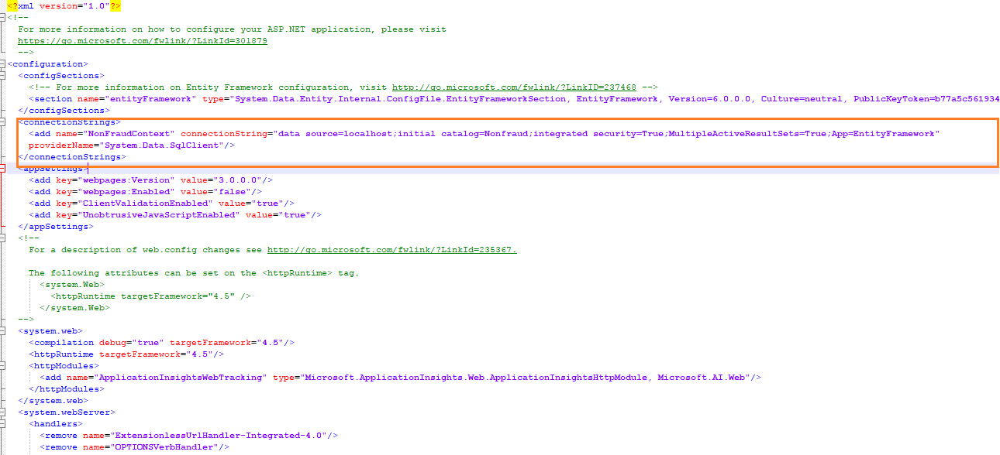 <?xml version="1.0"?>
<!--
For more information on how to configure your ASP.NET application, please visit
https://go.microsoft.com/fwlink/?LinkId=301879
-->
<configuration>
<configSections>
<!-- For more information on Entity Framework configuration, visit http://go.microsoft.com/fwlink/?LinkID=237468 -->
<section name="entityFramework" type="System.Data.Entity.Internal.ConfigFile.EntityFrameworkSection, EntityFramework, Version=6.0.0.0, Culture=neutral, PublicKeyToken=b77a5c561934
</configSections>
<connectionStrings>
<add name="NonFraudContext" connectionString="data source=localhost;initial catalog=Nonfraud;integrated security=True;MultipleActiveResultSets=True;App=EntityFramework"
providerName="System.Data.SqlClient"/>
</connectionStrings>
<appSettings>
<add key="webpages:Version" value="3.0.0.0"/>
<add key="webpages:Enabled" value="false"/>
<add key="ClientValidationEnabled" value="true"/>
<add key="UnobtrusiveJavaScriptEnabled" value="true"/>
</appSettings>
<!--
For a description of web.config changes see http://go.microsoft.com/fwlink/?LinkId=235367.
The following attributes can be set on the <httpRuntime> tag.
<system.Web>
<httpRuntime targetFramework="4.5" />
</system.Web>
-->
<system.web>
<compilation debug="true" targetFramework="4.5"/>
<httpRuntime targetFramework="4.5"/>
<httpModules>
<add name="ApplicationInsightsWebTracking" type="Microsoft.ApplicationInsights.Web.ApplicationInsightsHttpModule, Microsoft.AI.Web"/>
</httpModules>
</system.web>
<system.webServer>
<handlers>
<remove name="ExtensionlessUrlHandler-Integrated-4.0"/>
<remove name="OPTIONSVerbHandler"/>